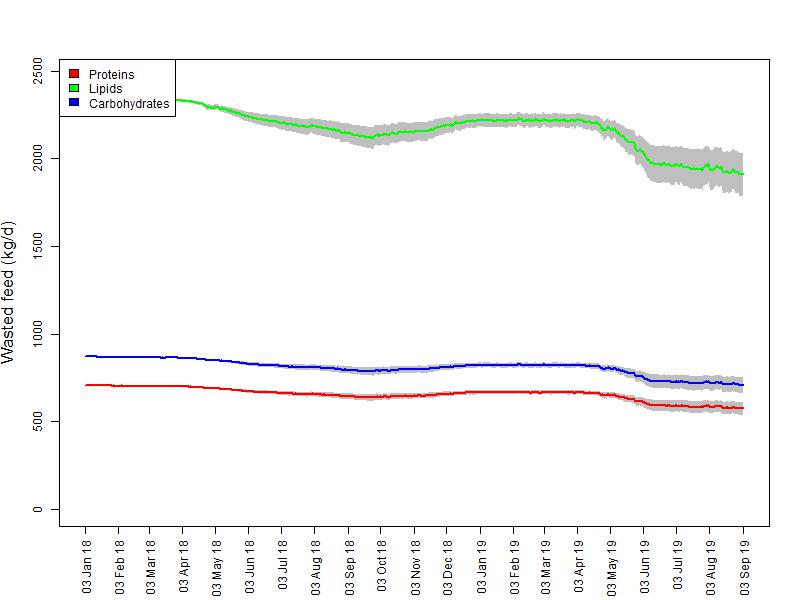 Proteins
Lipids
Carbohydrates
Wasted feed (kg/d)
2500
2000
1500
1000
500
0
03 Jan 18
03 Feb 18
03 Mar 18
03 Apr 18
03 May 18
03 Jun 18
03 Jul 18
03 Aug 18
03 Sep 18
03 Oct 18
03 Nov 18
03 Dec 18
03 Jan 19
03 Feb 19
03 Mar 19
03 Apr 19
03 May 19
03 Jun 19
03 Jul 19
03 Aug 19
03 Sep 19